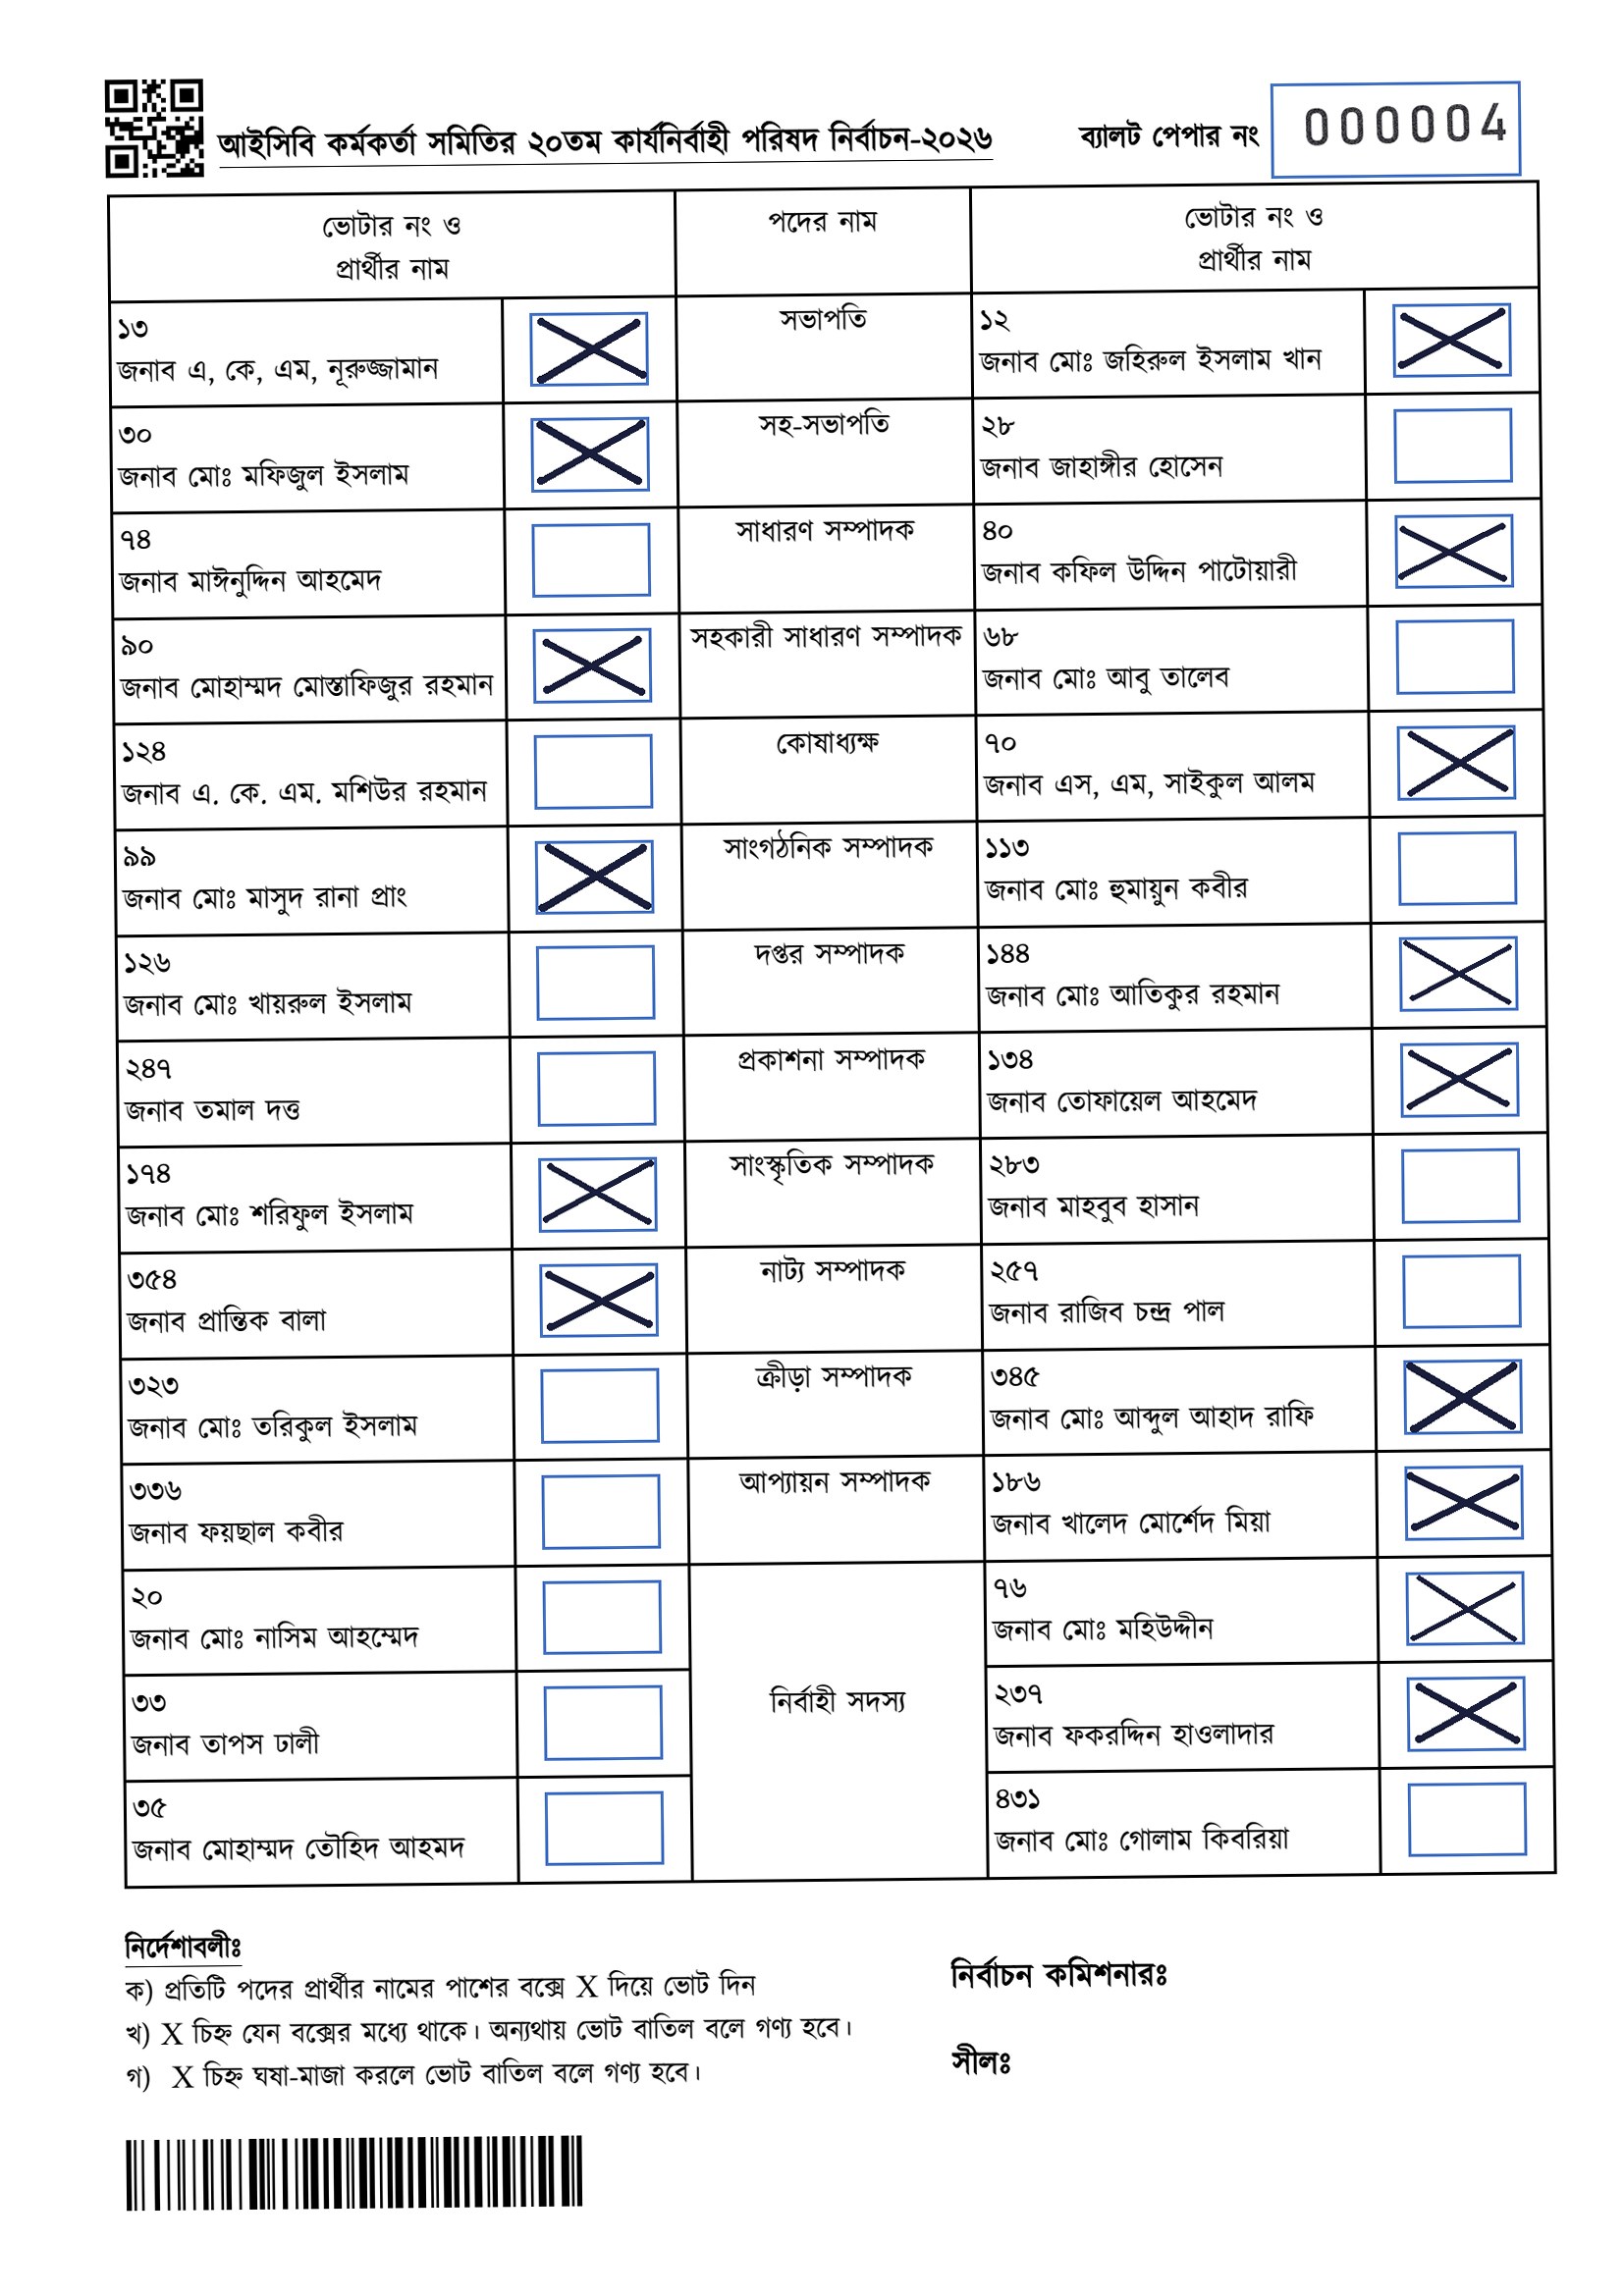 আইসিবি কর্মকর্তা সমিতির ২০তম কার্যনির্বাহী পরিষদ নির্বাচন-২০২৬ ব্যালট পেপার নং 000004
ভোটার নং ও পদের নাম ভোটার নং ও
প্রার্থীর নাম প্রার্থীর নাম
১৩ সভাপতি ১২
জনাব এ, কে, এম, নূরুজ্জামান জনাব মোঃ জহিরুল ইসলাম খান
৩০ সহ-সভাপতি ২৮
জনাব মোঃ মফিজুল ইসলাম জনাব জাহাঙ্গীর হোসেন
৭৪ সাধারণ সম্পাদক ৪০
জনাব মাঈনুদ্দিন আহমেদ জনাব কফিল উদ্দিন পাটোয়ারী
৯০ সহকারী সাধারণ সম্পাদক ৬৮
জনাব মোহাম্মদ মোস্তাফিজুর রহমান জনাব মোঃ আবু তালেব
১২৪ কোষাধ্যক্ষ ৭০
জনাব এ. কে. এম. মশিউর রহমান জনাব এস, এম, সাইকুল আলম
৯৯ সাংগঠনিক সম্পাদক ১১৩
জনাব মোঃ মাসুদ রানা প্রাং জনাব মোঃ হুমায়ুন কবীর
১২৬ দপ্তর সম্পাদক ১৪৪
জনাব মোঃ খায়রুল ইসলাম জনাব মোঃ আতিকুর রহমান
২৪৭ প্রকাশনা সম্পাদক ১৩৪
জনাব তমাল দত্ত জনাব তোফায়েল আহমেদ
১৭৪ সাংস্কৃতিক সম্পাদক ২৮৩
জনাব মোঃ শরিফুল ইসলাম জনাব মাহবুব হাসান
৩৫৪ নাট্য সম্পাদক ২৫৭
জনাব প্রান্তিক বালা জনাব রাজিব চন্দ্র পাল
৩২৩ ক্রীড়া সম্পাদক ৩৪৫
জনাব মোঃ তরিকুল ইসলাম জনাব মোঃ আব্দুল আহাদ রাফি
৩৩৬ আপ্যায়ন সম্পাদক ১৮৬
জনাব ফয়ছাল কবীর জনাব খালেদ মোর্শেদ মিয়া
২০ ৭৬
জনাব মোঃ নাসিম আহম্মেদ জনাব মোঃ মহিউদ্দীন
৩৩ নির্বাহী সদস্য ২৩৭
জনাব তাপস ঢালী জনাব ফকরদ্দিন হাওলাদার
৩৫ ৪৩১
জনাব মোহাম্মদ তৌহিদ আহমদ জনাব মোঃ গোলাম কিবরিয়া
নির্দেশাবলীঃ
ক) প্রতিটি পদের প্রার্থীর নামের পাশের বক্সে X দিয়ে ভোট দিন
খ) X চিহ্ন যেন বক্সের মধ্যে থাকে। অন্যথায় ভোট বাতিল বলে গণ্য হবে।
গ) X চিহ্ন ঘষা-মাজা করলে ভোট বাতিল বলে গণ্য হবে।
নির্বাচন কমিশনারঃ
সীলঃ